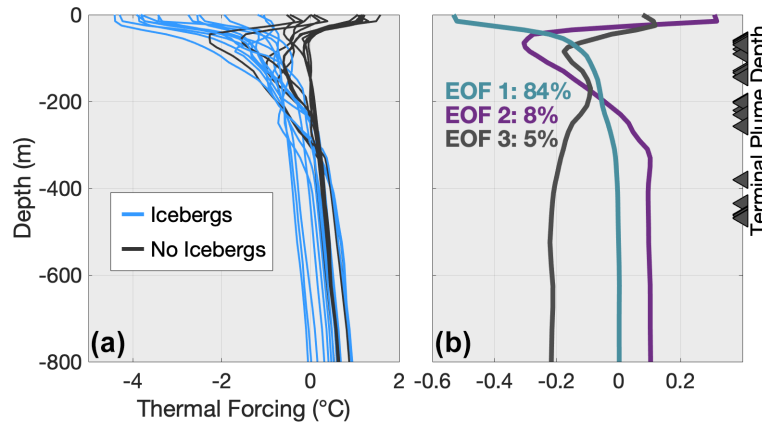 0
-200
-400
-600
-800
Depth (m)
Icebergs
No Icebergs
(a)
-4
-2
0
2
Thermal Forcing (°C)
EOF 1: 84%
EOF 2: 8%
EOF 3: 5%
(b)
-0.6
-0.4
-0.2
0
0.2
Terminal Plume Depth